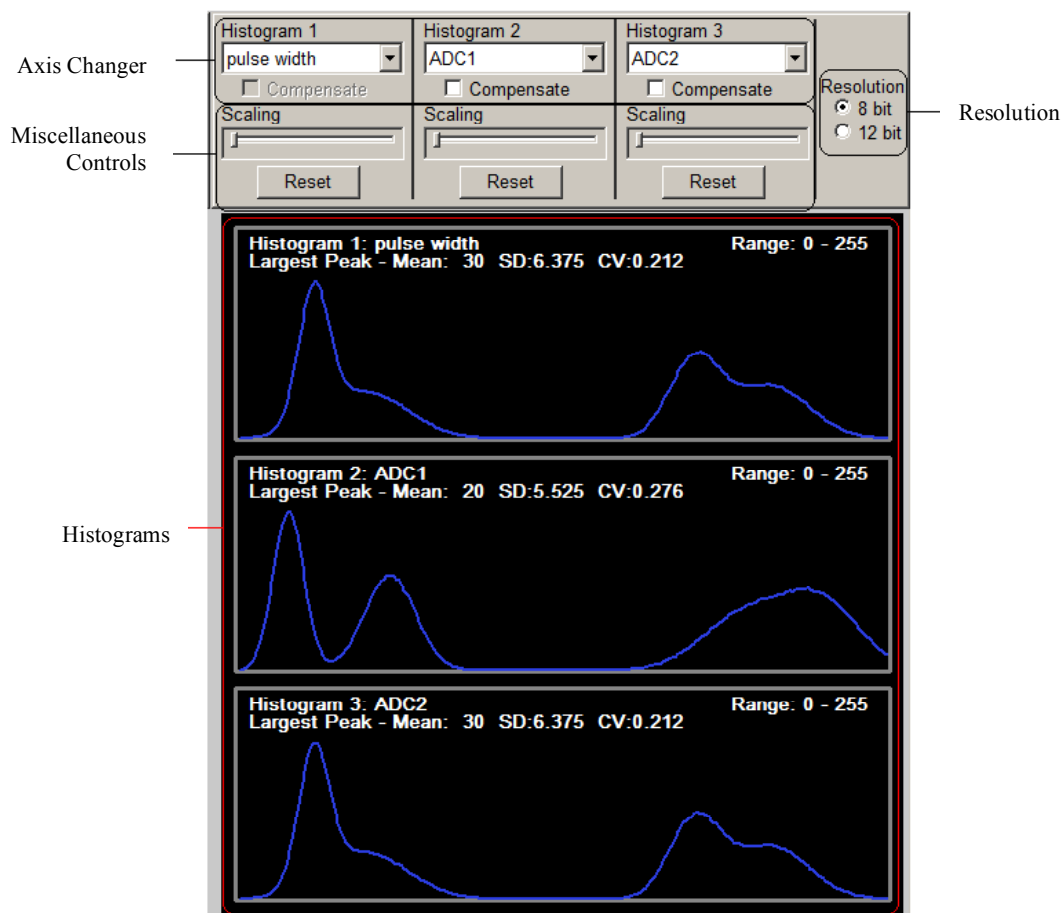 Axis Changer
Miscellaneous
Controls
Histograms
Resolution
Histogram 1
pulse width
Compensate
Scaling
Reset
Histogram 2
ADC1
Compensate
Scaling
Reset
Histogram 3
ADC2
Compensate
Scaling
Reset
Resolution
8 bit
12 bit
Histogram 1: pulse width Range: 0 - 255
Largest Peak - Mean: 30 SD:6.375 CV:0.212
Histogram 2: ADC1 Range: 0 - 255
Largest Peak - Mean: 20 SD:5.525 CV:0.276
Histogram 3: ADC2 Range: 0 - 255
Largest Peak - Mean: 30 SD:6.375 CV:0.212